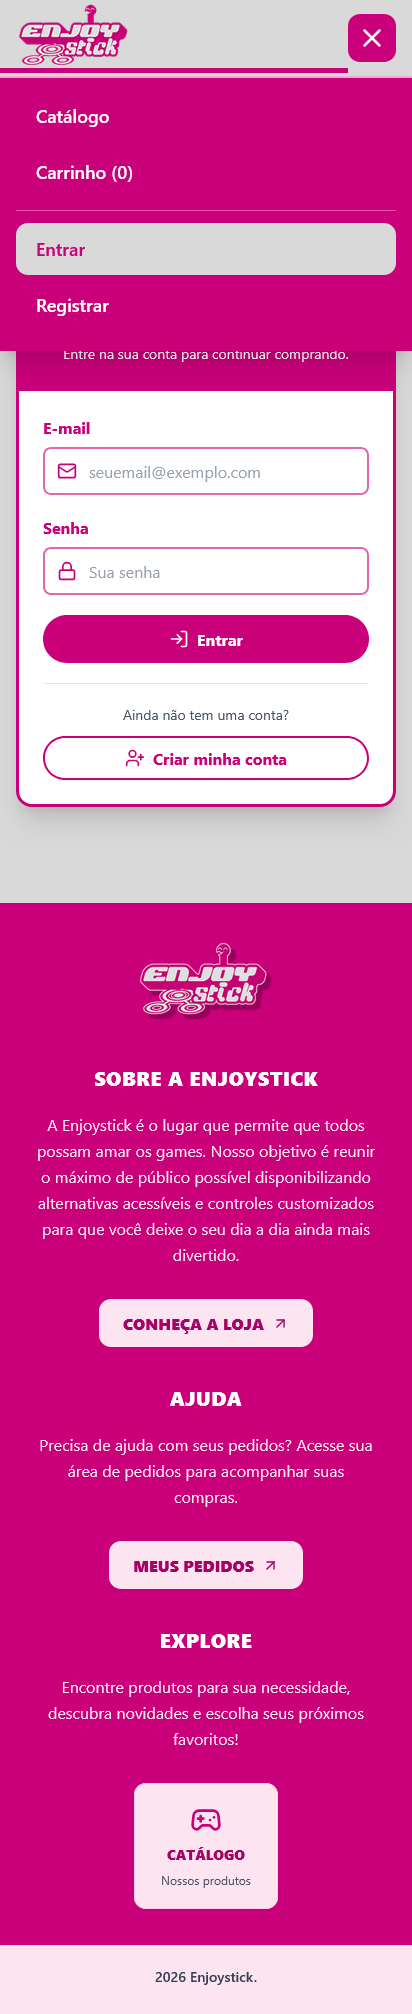 ENJOY
stick
Catálogo
Carrinho (0)
Entrar
Registrar
Entre na sua conta para continuar comprando.
E-mail
seuemail@exemplo.com
Senha
Sua senha
Entrar
Ainda não tem uma conta?
Criar minha conta
ENJOY
stick
SOBRE A ENJOYSTICK
A Enjoystick é o lugar que permite que todos
possam amar os games. Nosso objetivo é reunir
o máximo de público possível disponibilizando
alternativas acessíveis e controles customizados
para que você deixe o seu dia a dia ainda mais
divertido.
CONHEÇA A LOJA
AJUDA
Precisa de ajuda com seus pedidos? Acesse sua
área de pedidos para acompanhar suas
compras.
MEUS PEDIDOS
EXPLORE
Encontre produtos para sua necessidade,
descubra novidades e escolha seus próximos
favoritos!
CATÁLOGO
Nossos produtos
2026 Enjoystick.